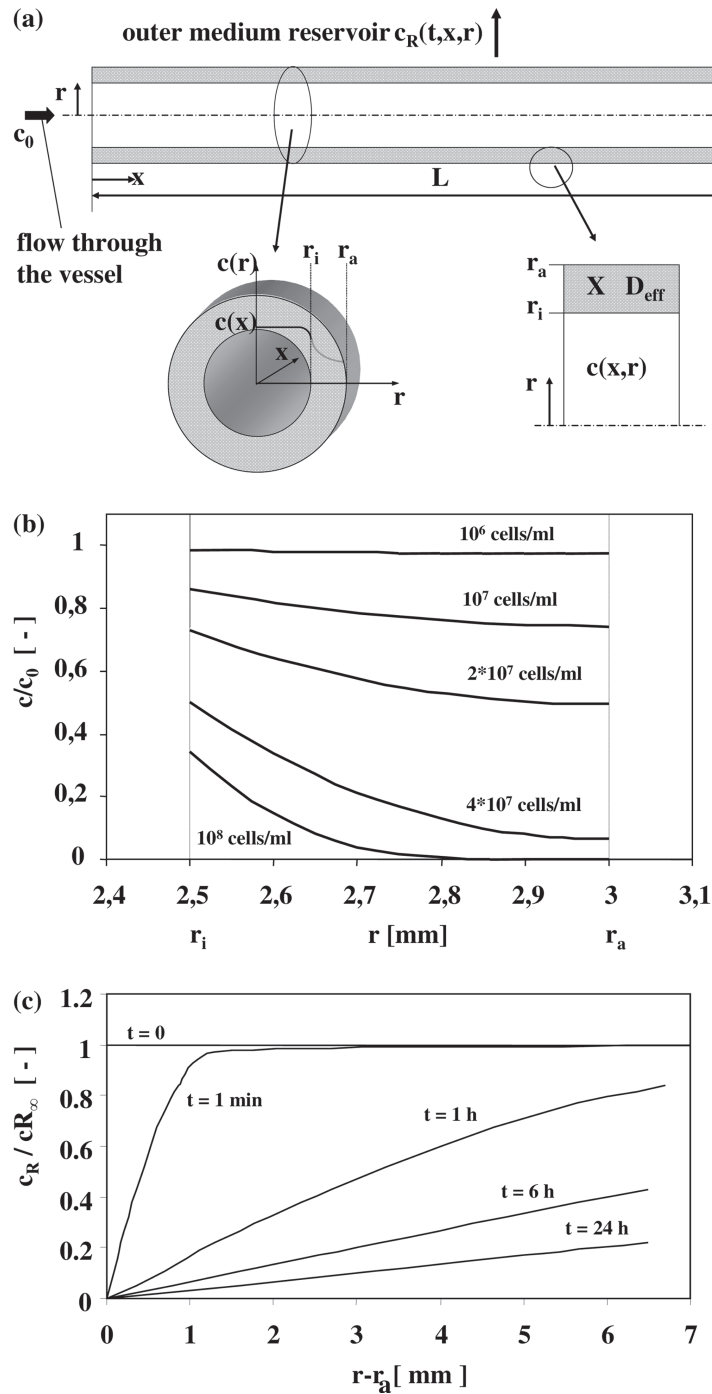 (a)
outer medium reservoir c_R(t,x,r)
r
c_0
x
L
flow through
the vessel
c(r)
r_i
r_a
c(x)
x
r
r_a
X D_eff
r_i
c(x,r)
r
(b)
c/c_0 [ - ]
1
0,8
0,6
0,4
0,2
0
10^6 cells/ml
10^7 cells/ml
2*10^7 cells/ml
4*10^7 cells/ml
10^8 cells/ml
2,4 2,5 2,6 2,7 2,8 2,9 3 3,1
r_i r [mm] r_a
(c)
c_R / cR_∞ [ - ]
1.2
1
0.8
0.6
0.4
0.2
0
t = 0
t = 1 min
t = 1 h
t = 6 h
t = 24 h
0 1 2 3 4 5 6 7
r-r_a[ mm ]